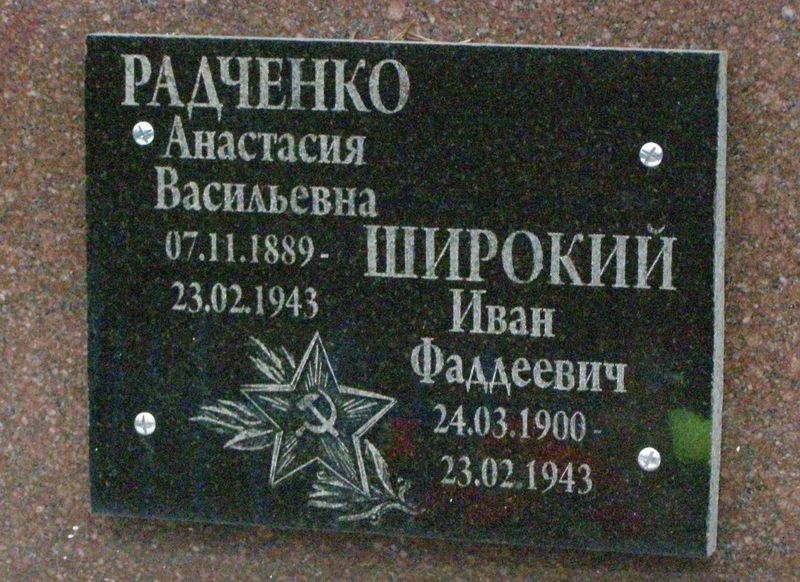 РАДЧЕНКО
Анастасия
Васильевна
07.11.1889-
23.02.1943
ШИРОКИЙ
Иван
Фаддеевич
24.03.1900-
23.02.1943